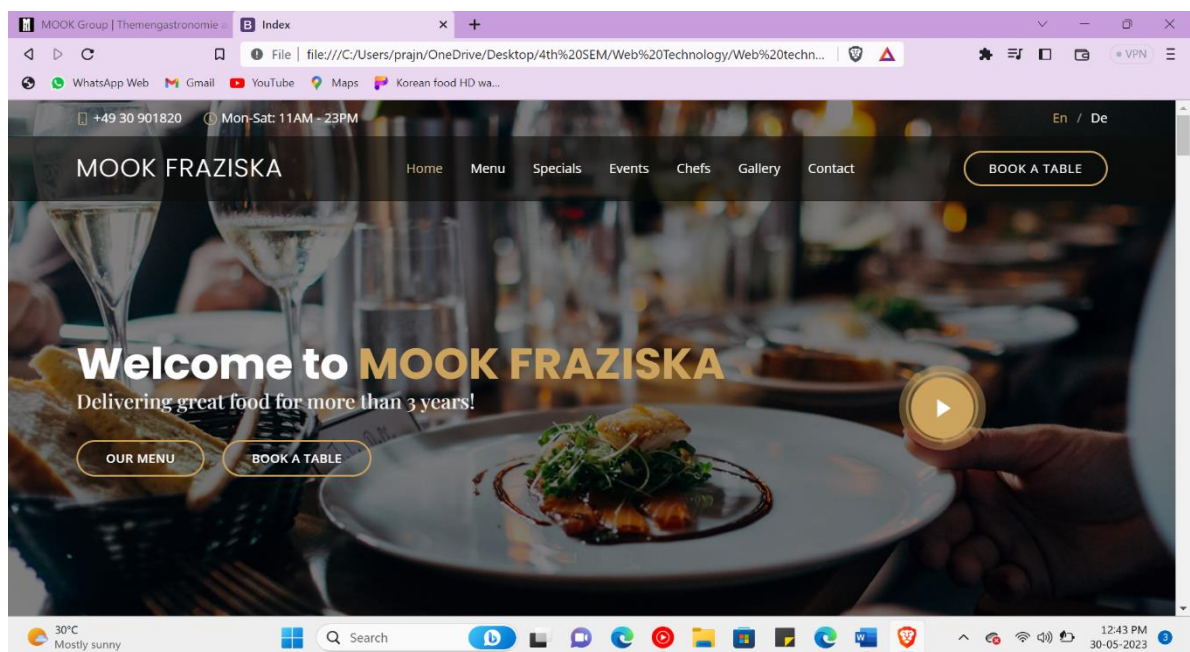 MOOK Group | Themengastronomie a
B Index
File | file:///C:/Users/prajn/OneDrive/Desktop/4th%20SEM/Web%20Technology/Web%20techn...
VPN
WhatsApp Web Gmail YouTube Maps Korean food HD wa...
+49 30 901820 Mon-Sat: 11AM - 23PM En / De
MOOK FRAZISKA Home Menu Specials Events Chefs Gallery Contact BOOK A TABLE
Welcome to MOOK FRAZISKA
Delivering great food for more than 3 years!
OUR MENU BOOK A TABLE
30°C
Mostly sunny
Search
12:43 PM
30-05-2023
3